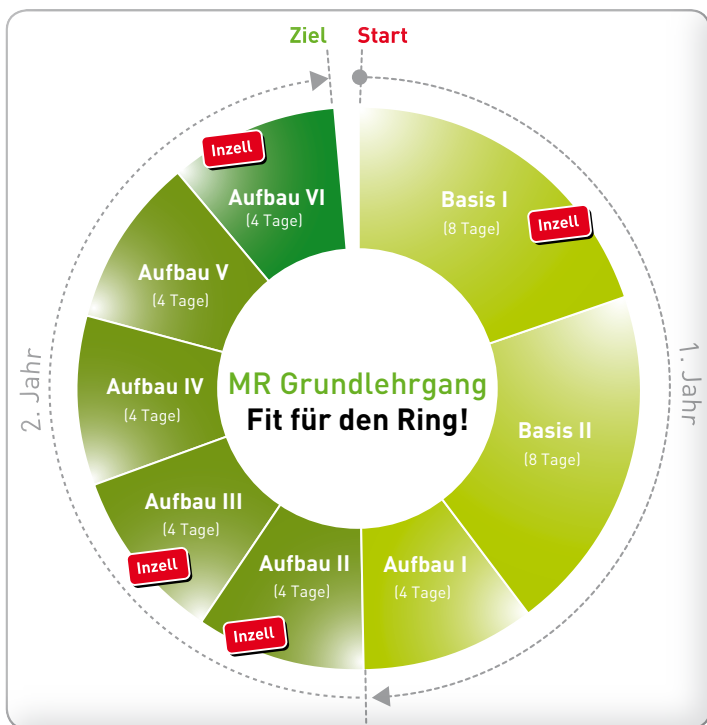 Ziel
Start
Basis I
(8 Tage)
Inzell
Basis II
(8 Tage)
1. Jahr
Aufbau I
(4 Tage)
Aufbau II
(4 Tage)
Inzell
Aufbau III
(4 Tage)
Inzell
Aufbau IV
(4 Tage)
2. Jahr
Aufbau V
(4 Tage)
Inzell
Aufbau VI
(4 Tage)
MR Grundlehrgang
Fit für den Ring!